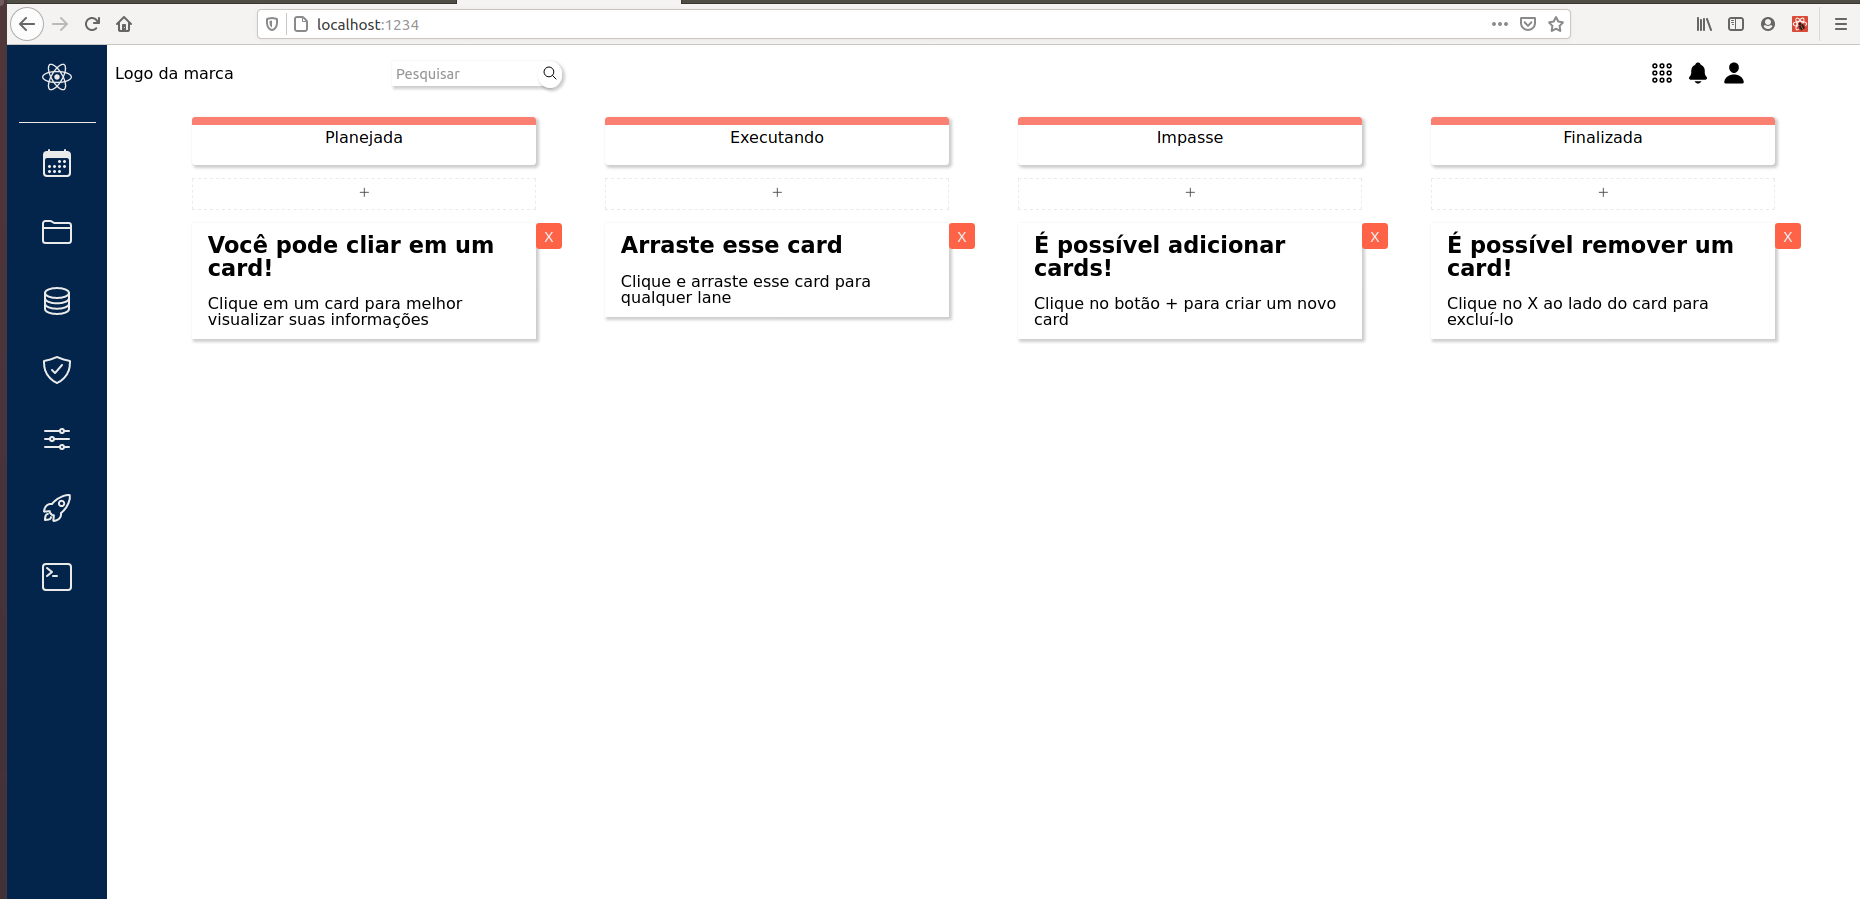 localhost:1234
Logo da marca
Pesquisar
Planejada
Executando
Impasse
Finalizada
+
+
+
+
Você pode cliar em um
card!
Clique em um card para melhor
visualizar suas informações
X
Arraste esse card
Clique e arraste esse card para
qualquer lane
X
É possível adicionar
cards!
Clique no botão + para criar um novo
card
X
É possível remover um
card!
Clique no X ao lado do card para
excluí-lo
X